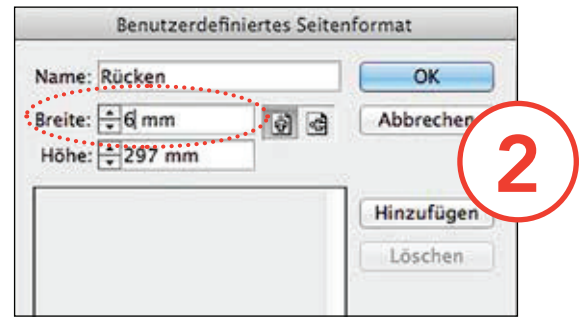 Benutzerdefiniertes Seitenformat
Name: Rücken
OK
Breite: 6 mm
Abbrechen
Höhe: 297 mm
2
Hinzufügen
Löschen